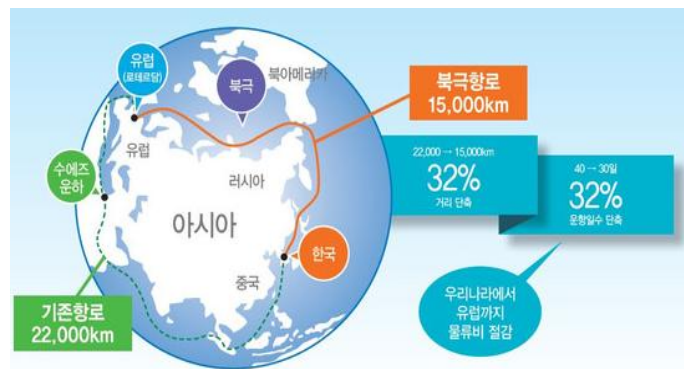 유럽
(로테르담)
북극
북아메리카
북극항로
15,000km
유럽
수에즈
운하
러시아
아시아
한국
중국
기존항로
22,000km
22,000 → 15,000km
32%
거리 단축
40 → 30일
32%
운항일수 단축
우리나라에서
유럽까지
물류비 절감